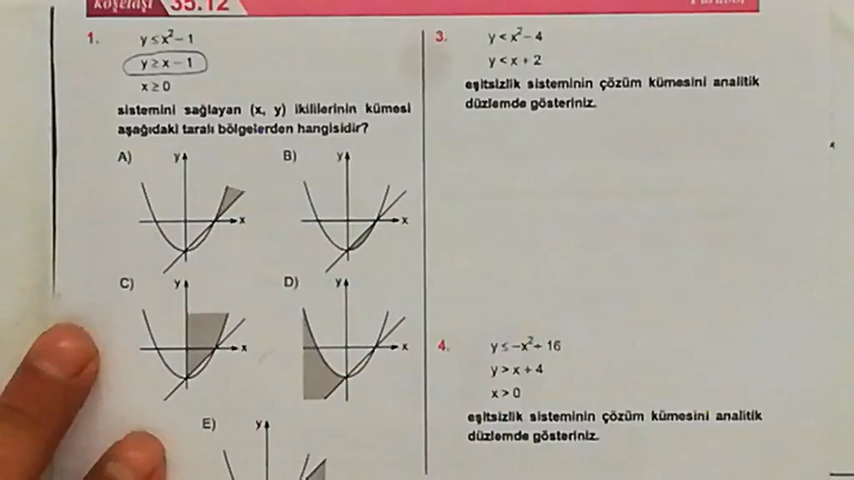 Köşetaşı 35.12
1. y ≤ x² – 1
y ≥ x – 1
x ≥ 0
sistemini sağlayan (x, y) ikililerinin kümesi
aşağıdaki taralı bölgelerden hangisidir?
A) y x
B) y x
C) y x
D) y x
E) y
3. y < x² – 4
y < x + 2
eşitsizlik sisteminin çözüm kümesini analitik
düzlemde gösteriniz.
4. y ≤ –x² + 16
y > x + 4
x > 0
eşitsizlik sisteminin çözüm kümesini analitik
düzlemde gösteriniz.